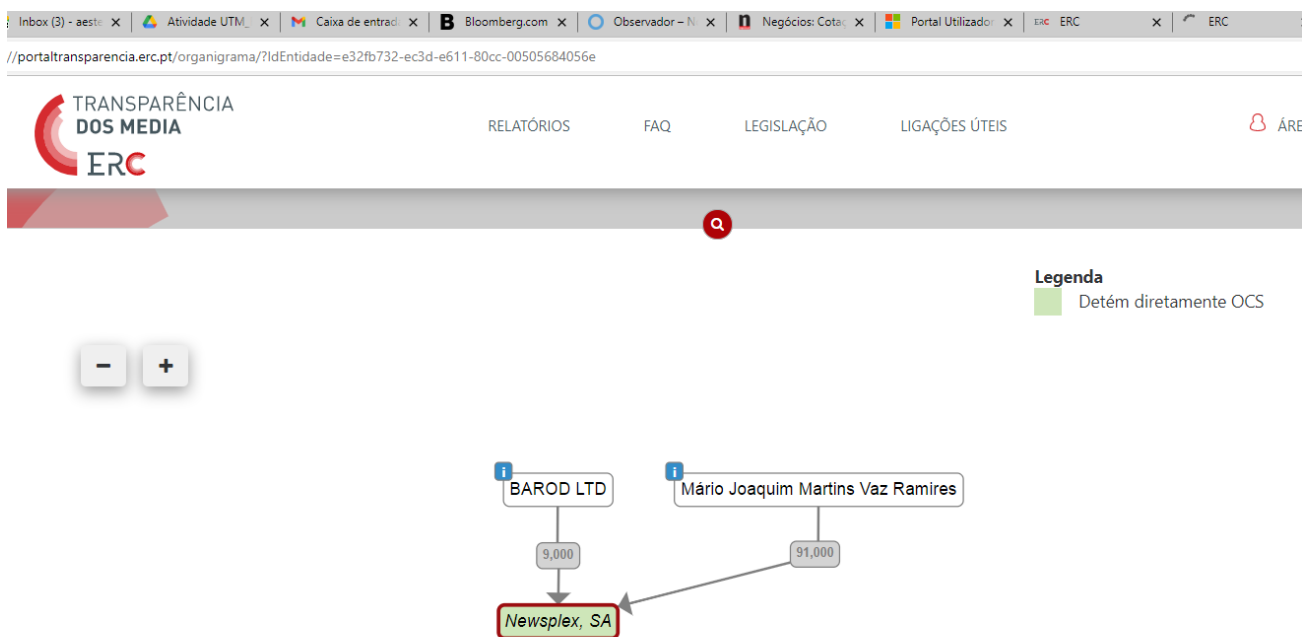 Inbox (3) - aeste
Atividade UTM_
Caixa de entrad
Bloomberg.com
Observador – N
Negócios: Cotaç
Portal Utilizador
ERC ERC
ERC
//portaltransparencia.erc.pt/organigrama/?IdEntidade=e32fb732-ec3d-e611-80cc-00505684056e
TRANSPARÊNCIA
DOS MEDIA
ERC
RELATÓRIOS FAQ LEGISLAÇÃO LIGAÇÕES ÚTEIS ÁRE
Legenda
Detém diretamente OCS
BAROD LTD
Mário Joaquim Martins Vaz Ramires
9,000
91,000
Newsplex, SA